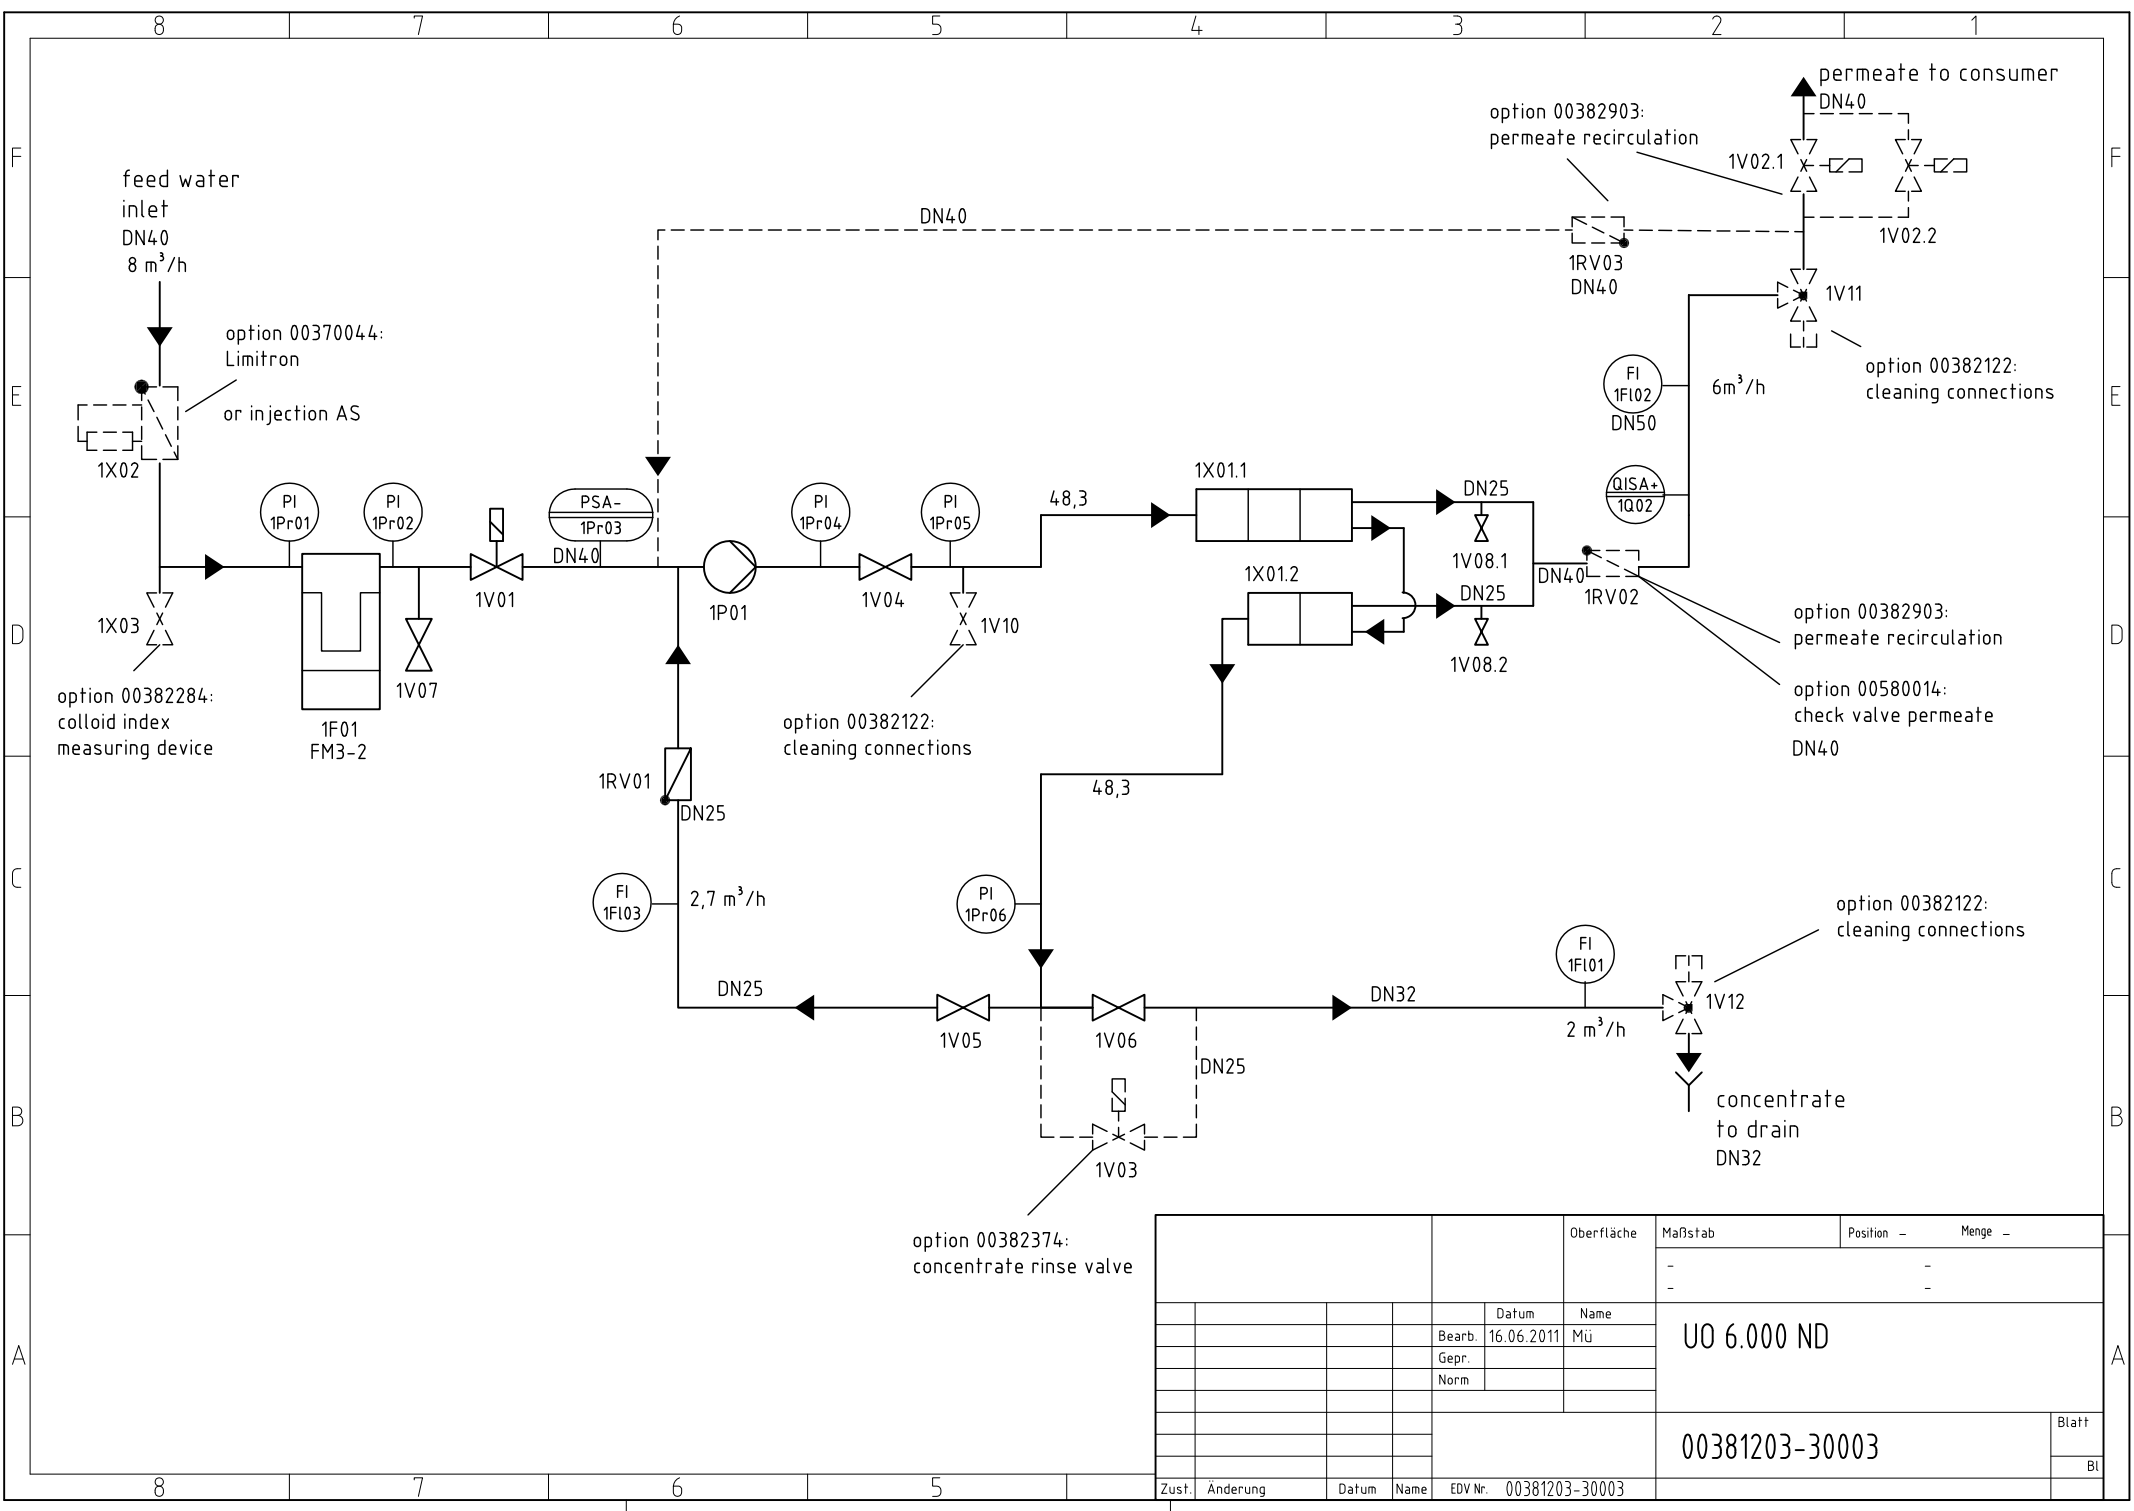 8 7 6 5 4 3 2 1
F
E
D
C
B
A
F
E
D
C
B
A
feed water
inlet
DN40
8 m³/h
option 00370044:
Limitron
or injection AS
1X02
1X03
option 00382284:
colloid index
measuring device
PI
1Pr01
PI
1Pr02
1F01
FM3-2
1V07
1V01
PSA-
1Pr03
DN40
1P01
PI
1Pr04
1V04
PI
1Pr05
1V10
option 00382122:
cleaning connections
DN40
48,3
1X01.1
1X01.2
DN25
1V08.1
DN25
1V08.2
DN40
1RV02
option 00382903:
permeate recirculation
option 00580014:
check valve permeate
DN40
QISA+
1Q02
FI
1Fl02
DN50
6m³/h
option 00382122:
cleaning connections
1V11
option 00382903:
permeate recirculation
1RV03
DN40
1V02.1
1V02.2
permeate to consumer
DN40
1RV01
DN25
FI
1Fl03
2,7 m³/h
DN25
1V05
48,3
PI
1Pr06
1V06
DN25
1V03
option 00382374:
concentrate rinse valve
DN32
FI
1Fl01
2 m³/h
1V12
option 00382122:
cleaning connections
concentrate
to drain
DN32
Oberfläche
Maßstab
Position –
Menge –
– –
– –
Datum Name
Bearb. 16.06.2011 Mü
Gepr.
Norm
UO 6.000 ND
00381203-30003
Blatt
Bl
Zust. Änderung Datum Name EDV Nr. 00381203-30003
8 7 6 5